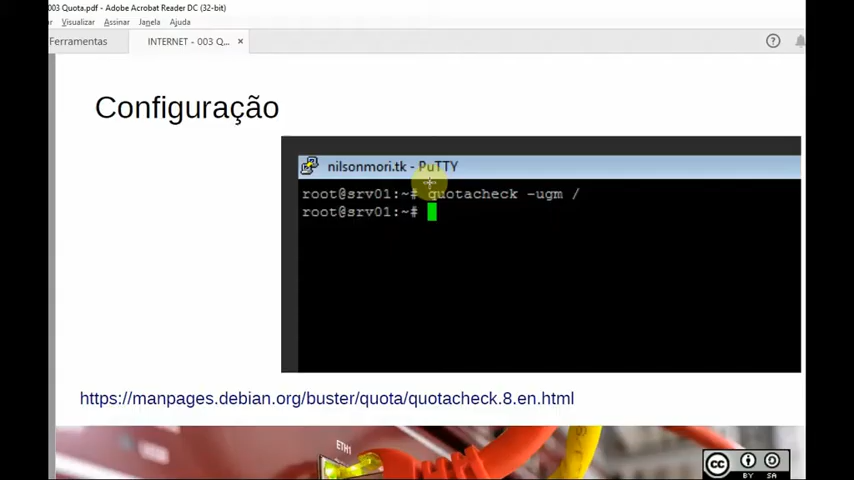 003 Quota.pdf - Adobe Acrobat Reader DC (32-bit)
Visualizar Assinar Janela Ajuda
Ferramentas INTERNET - 003 Q... × ?
Configuração
nilsonmori.tk - PuTTY
root@srv01:~# quotacheck -ugm /
root@srv01:~#
https://manpages.debian.org/buster/quota/quotacheck.8.en.html
ETH1
cc BY SA